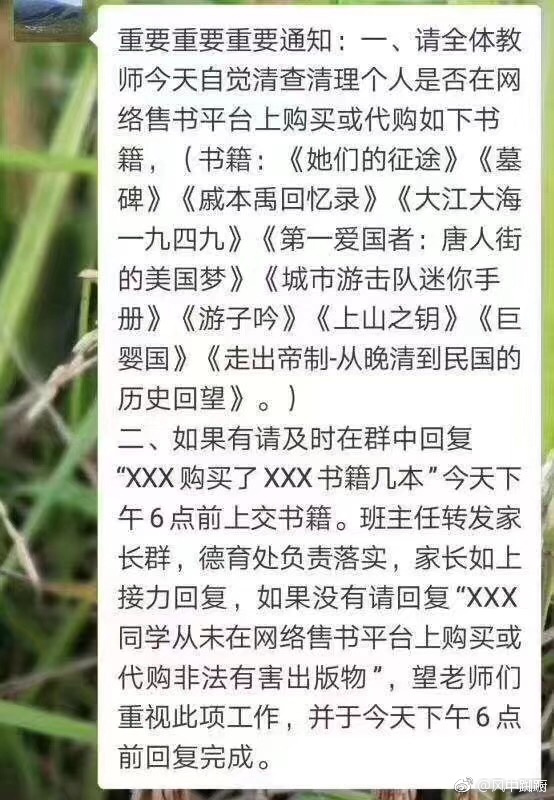 重要重要重要通知：一、请全体教
师今天自觉清查清理个人是否在网
络售书平台上购买或代购如下书
籍，（书籍：《她们的征途》《墓
碑》《戚本禹回忆录》《大江大海
一九四九》《第一爱国者：唐人街
的美国梦》《城市游击队迷你手
册》《游子吟》《上山之钥》《巨
婴国》《走出帝制-从晚清到民国的
历史回望》。）
二、如果有请及时在群中回复
“XXX购买了XXX书籍几本”今天下
午6点前上交书籍。班主任转发家
长群，德育处负责落实，家长如上
接力回复，如果没有请回复“XXX
同学从未在网络售书平台上购买或
代购非法有害出版物”，望老师们
重视此项工作，并于今天下午6点
前回复完成。